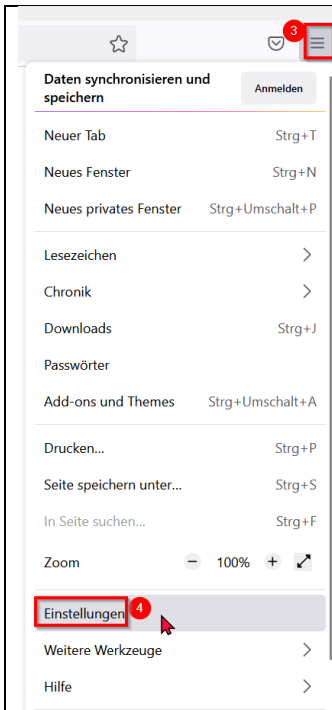 3
Daten synchronisieren und
speichern
Anmelden
Neuer Tab Strg+T
Neues Fenster Strg+N
Neues privates Fenster Strg+Umschalt+P
Lesezeichen
Chronik
Downloads Strg+J
Passwörter
Add-ons und Themes Strg+Umschalt+A
Drucken... Strg+P
Seite speichern unter... Strg+S
In Seite suchen... Strg+F
Zoom − 100% +
Einstellungen 4
Weitere Werkzeuge
Hilfe